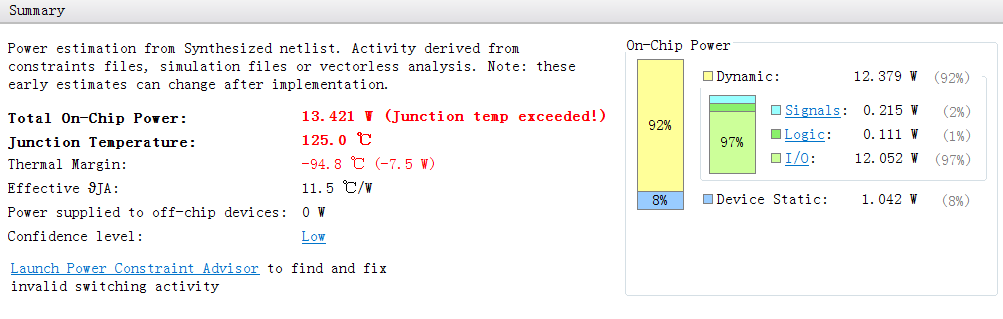 Summary
Power estimation from Synthesized netlist. Activity derived from
constraints files, simulation files or vectorless analysis. Note: these
early estimates can change after implementation.
Total On-Chip Power: 13.421 W (Junction temp exceeded!)
Junction Temperature: 125.0 ℃
Thermal Margin: -94.8 ℃ (-7.5 W)
Effective ϑJA: 11.5 ℃/W
Power supplied to off-chip devices: 0 W
Confidence level: Low
Launch Power Constraint Advisor to find and fix
invalid switching activity
On-Chip Power
92%
8%
Dynamic: 12.379 W (92%)
97%
Signals: 0.215 W (2%)
Logic: 0.111 W (1%)
I/O: 12.052 W (97%)
Device Static: 1.042 W (8%)